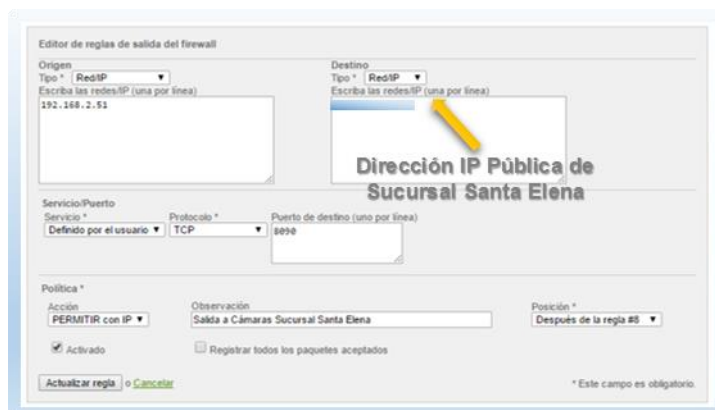 Editor de reglas de salida del firewall
Origen
Tipo * Red/IP
Escriba las redes/IP (una por línea)
192.168.2.51
Destino
Tipo * Red/IP
Escriba las redes/IP (una por línea)
Dirección IP Pública de
Sucursal Santa Elena
Servicio/Puerto
Servicio * Protocolo * Puerto de destino (uno por línea)
Definido por el usuario TCP 8090
Política *
Acción Observación Posición *
PERMITIR con IP Salida a Cámaras Sucursal Santa Elena Después de la regla #8
Activado Registrar todos los paquetes aceptados
Actualizar regla o Cancelar * Este campo es obligatorio.